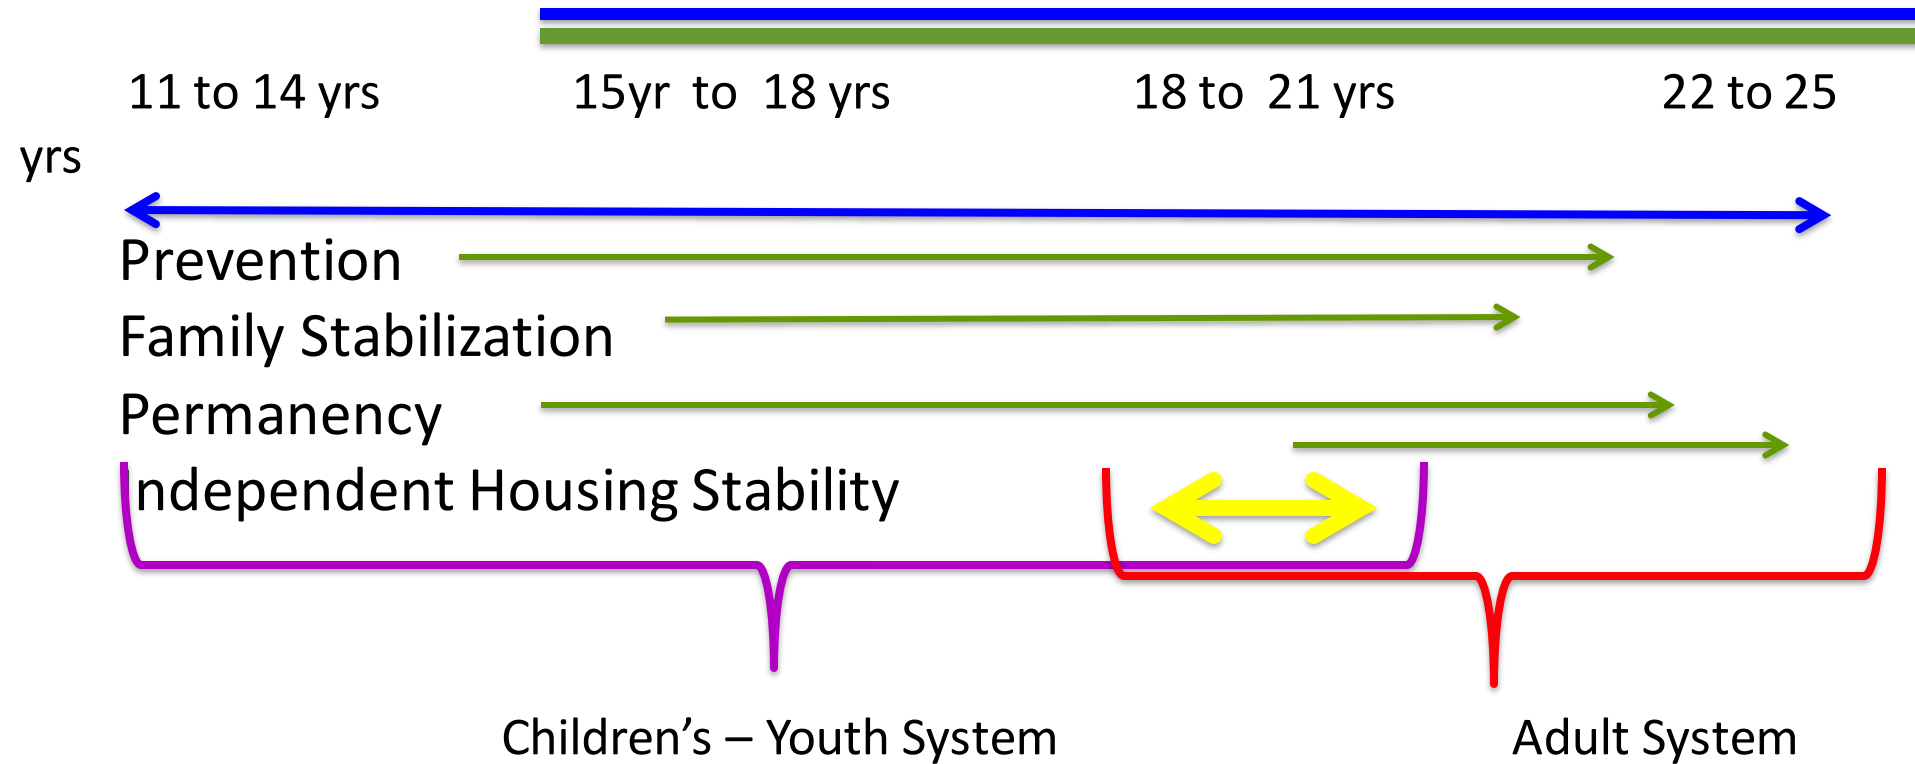 11 to 14 yrs 15yr to 18 yrs 18 to 21 yrs 22 to 25
yrs
Prevention
Family Stabilization
Permanency
Independent Housing Stability
Children’s – Youth System Adult System